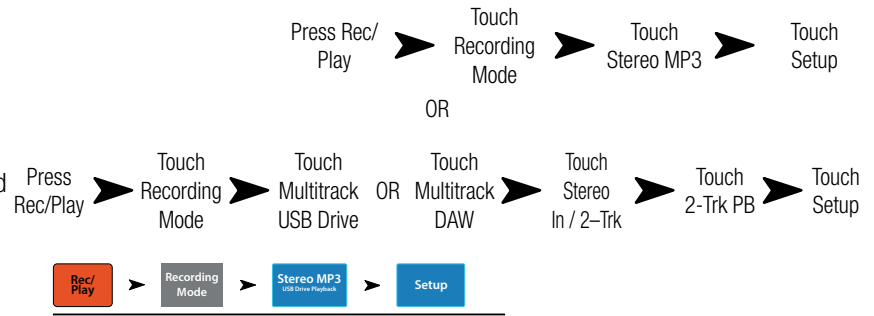 Press Rec/
Play
Touch
Recording
Mode
Touch
Stereo MP3
Touch
Setup
OR
d
Press
Rec/Play
Touch
Recording
Mode
Touch
Multitrack
USB Drive
OR
Touch
Multitrack
DAW
Touch
Stereo
In / 2–Trk
Touch
2-Trk PB
Touch
Setup
Rec/
Play
Recording
Mode
Stereo MP3
USB Drive Playback
Setup